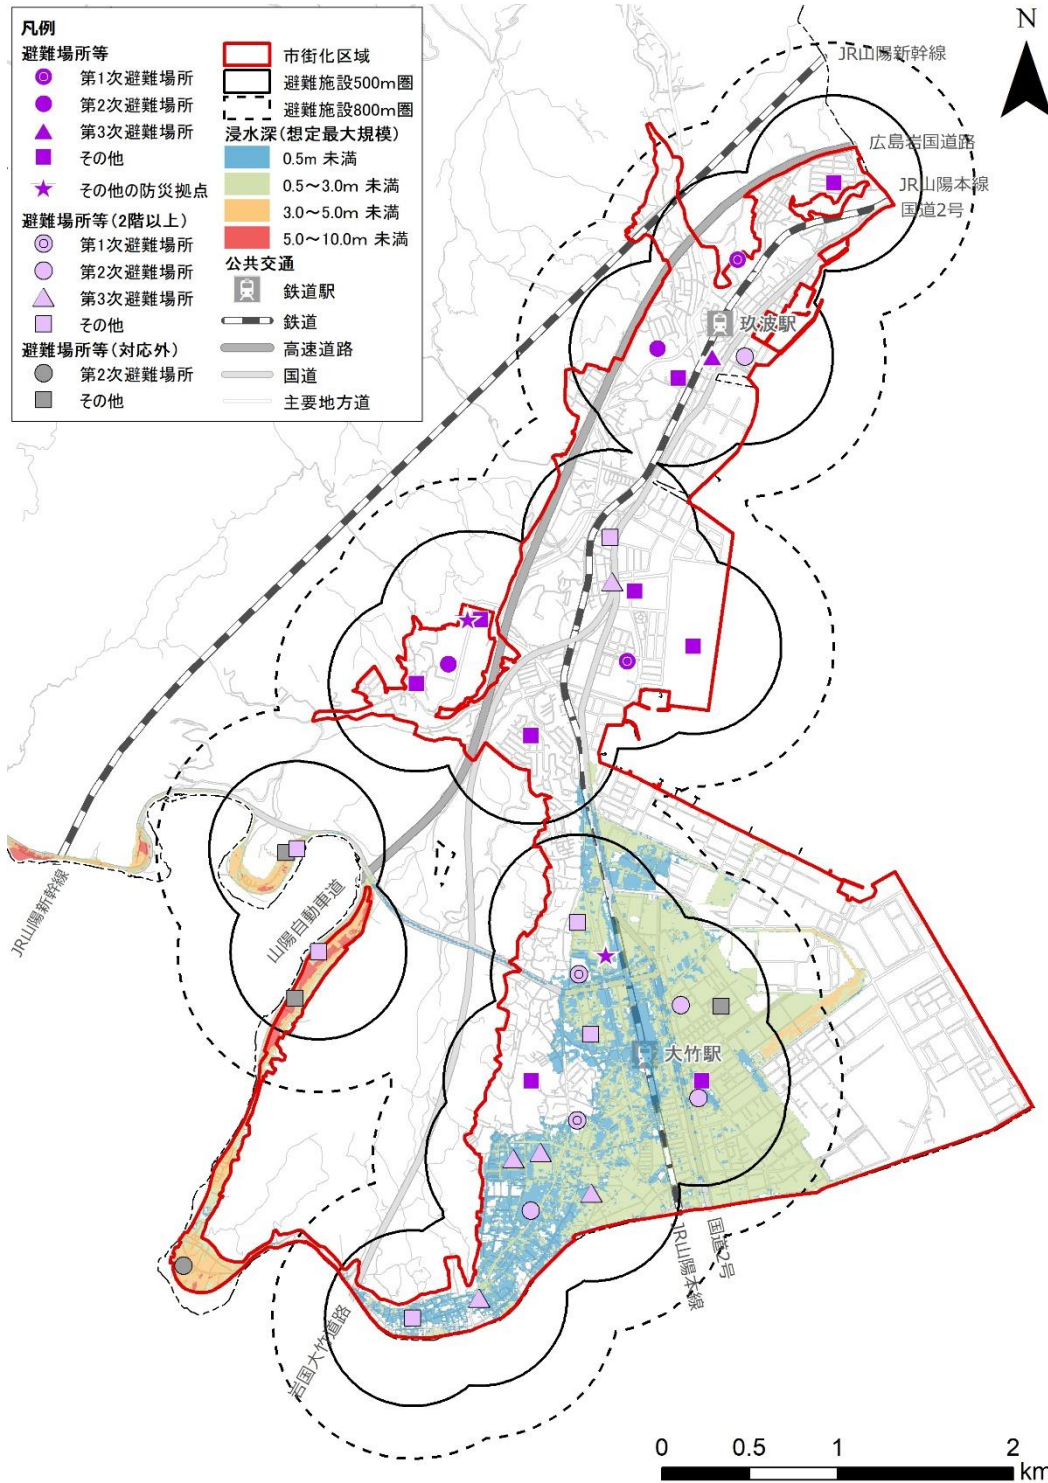 凡例
避難場所等
第1次避難場所
第2次避難場所
第3次避難場所
その他
その他の防災拠点
避難場所等(2階以上)
第1次避難場所
第2次避難場所
第3次避難場所
その他
避難場所等(対応外)
第2次避難場所
その他
市街化区域
避難施設500m圏
避難施設800m圏
浸水深(想定最大規模)
0.5m 未満
0.5～3.0m 未満
3.0～5.0m 未満
5.0～10.0m 未満
公共交通
鉄道駅
鉄道
高速道路
国道
主要地方道
N
JR山陽新幹線
広島岩国道路
JR山陽本線
国道2号
玖波駅
JR山陽新幹線
山陽自動車道
大竹駅
国道2号
JR山陽本線
岩国大竹道路
0 0.5 1 2
km